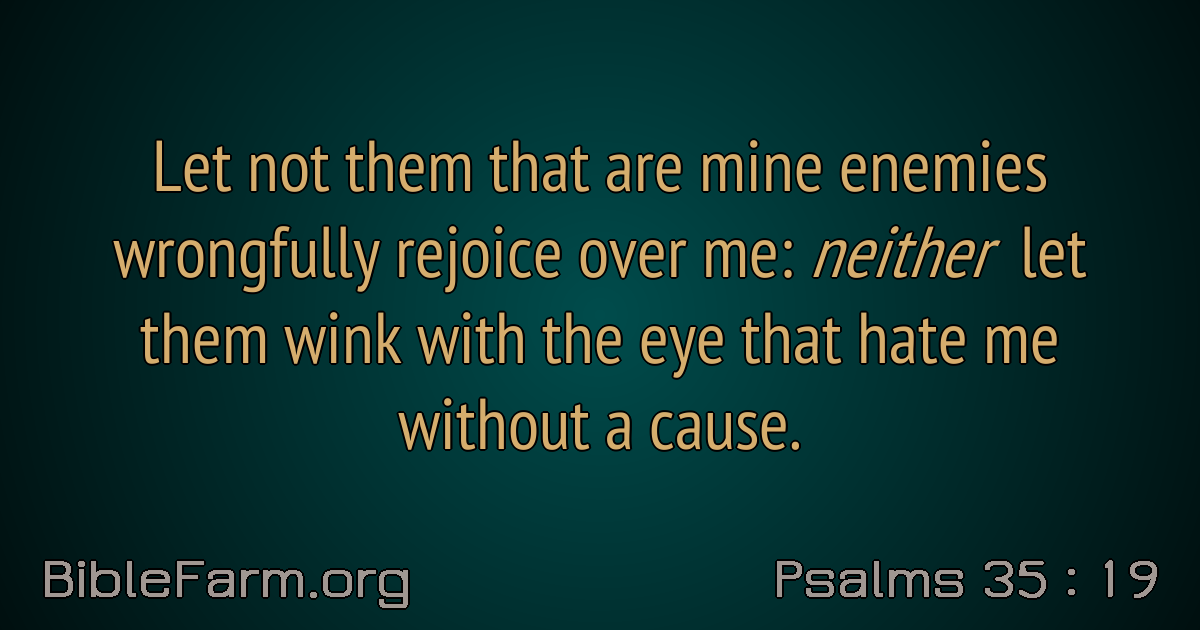 Let not them that are mine enemies
wrongfully rejoice over me: neither let
them wink with the eye that hate me
without a cause.
BibleFarm.org
Psalms 35 : 19